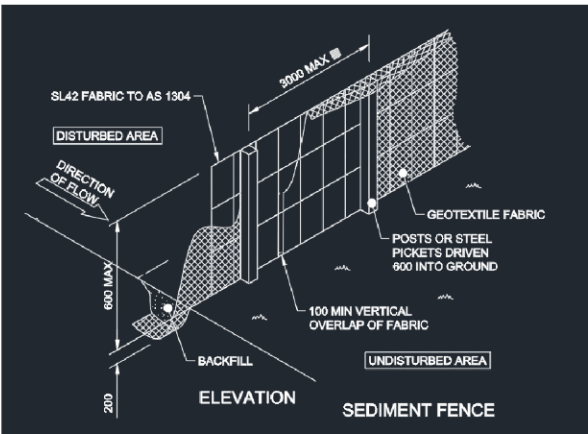 3000 MAX
SL42 FABRIC TO AS 1304
DISTURBED AREA
DIRECTION
OF FLOW
GEOTEXTILE FABRIC
POSTS OR STEEL
PICKETS DRIVEN
600 INTO GROUND
600 MAX
100 MIN VERTICAL
OVERLAP OF FABRIC
BACKFILL
UNDISTURBED AREA
200
ELEVATION
SEDIMENT FENCE